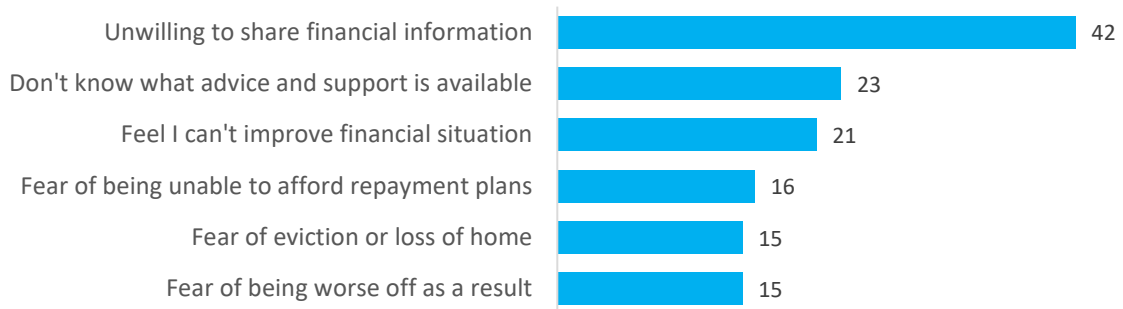 Unwilling to share financial information 42
Don't know what advice and support is available 23
Feel I can't improve financial situation 21
Fear of being unable to afford repayment plans 16
Fear of eviction or loss of home 15
Fear of being worse off as a result 15